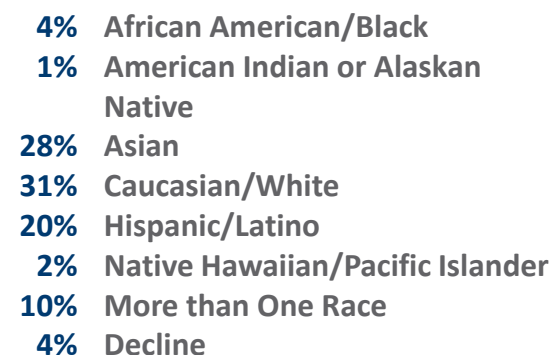 4% African American/Black
1% American Indian or Alaskan
Native
28% Asian
31% Caucasian/White
20% Hispanic/Latino
2% Native Hawaiian/Pacific Islander
10% More than One Race
4% Decline